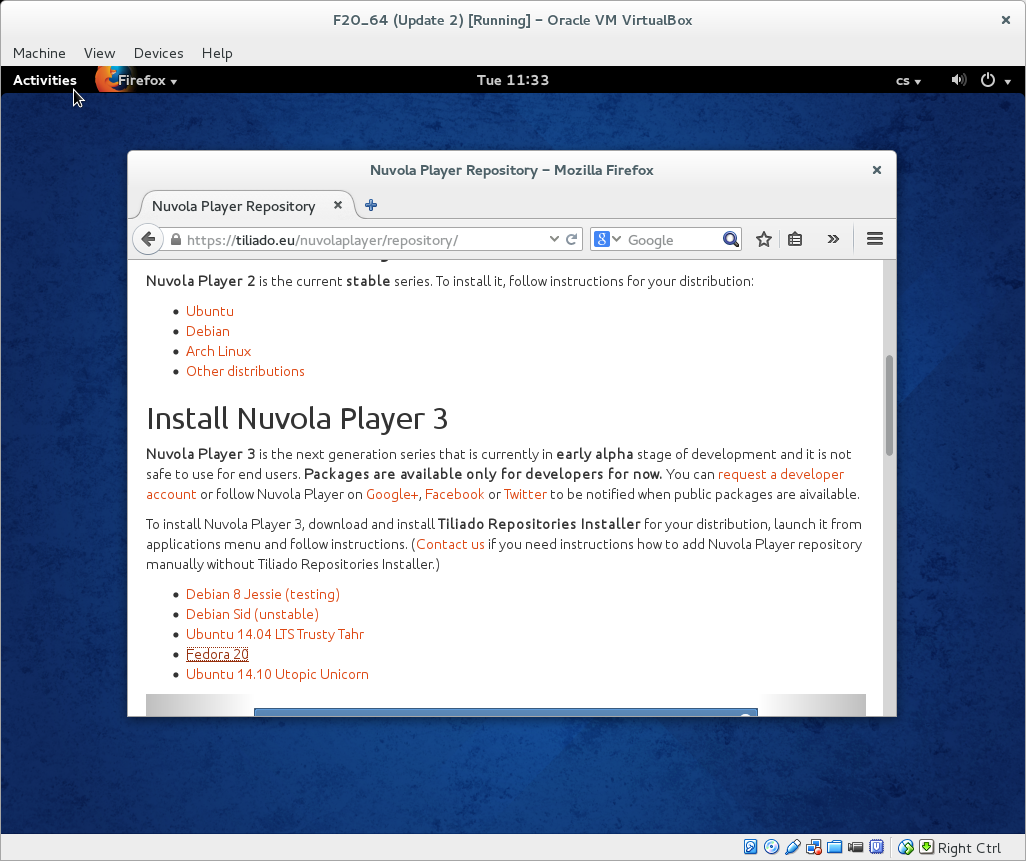 F20_64 (Update 2) [Running] – Oracle VM VirtualBox
Machine View Devices Help
Activities Firefox Tue 11:33 cs
Nuvola Player Repository – Mozilla Firefox
Nuvola Player Repository
https://tiliado.eu/nuvolaplayer/repository/ Google
Nuvola Player 2 is the current stable series. To install it, follow instructions for your distribution:
Ubuntu
Debian
Arch Linux
Other distributions
Install Nuvola Player 3
Nuvola Player 3 is the next generation series that is currently in early alpha stage of development and it is not
safe to use for end users. Packages are available only for developers for now. You can request a developer
account or follow Nuvola Player on Google+, Facebook or Twitter to be notified when public packages are aivailable.
To install Nuvola Player 3, download and install Tiliado Repositories Installer for your distribution, launch it from
applications menu and follow instructions. (Contact us if you need instructions how to add Nuvola Player repository
manually without Tiliado Repositories Installer.)
Debian 8 Jessie (testing)
Debian Sid (unstable)
Ubuntu 14.04 LTS Trusty Tahr
Fedora 20
Ubuntu 14.10 Utopic Unicorn
Right Ctrl